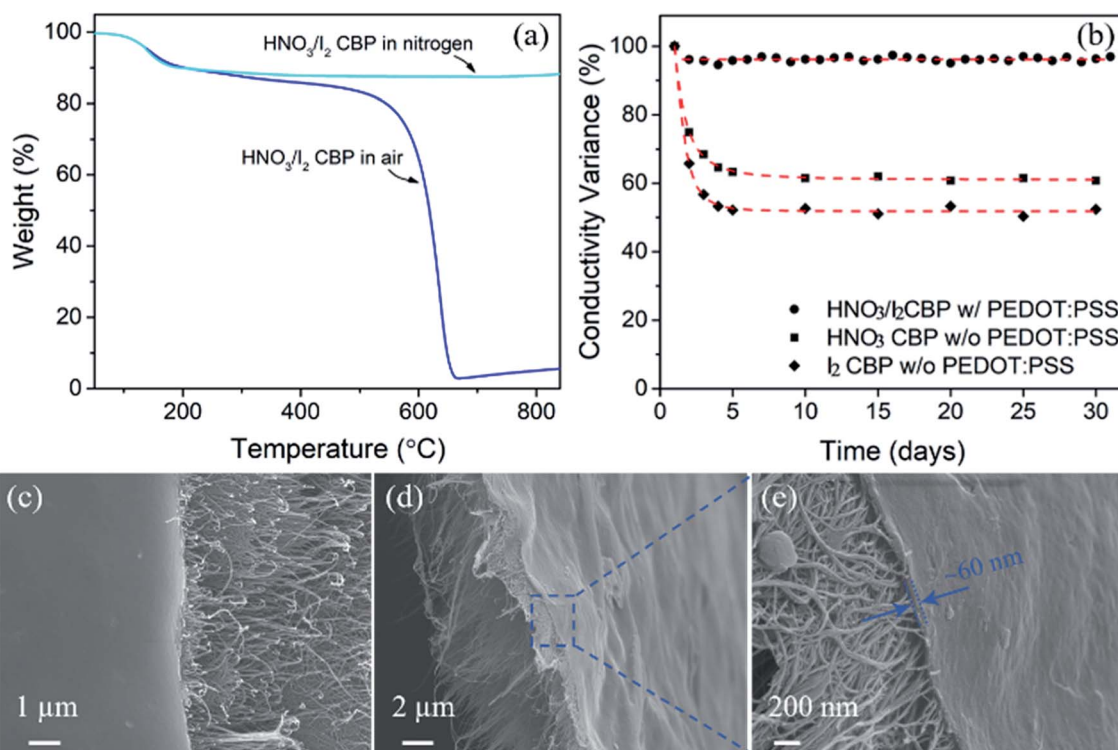 (a)
HNO₃/I₂ CBP in nitrogen
HNO₃/I₂ CBP in air
Weight (%)
100
80
60
40
20
0
200
400
600
800
Temperature (°C)
(b)
Conductivity Variance (%)
100
80
60
40
20
0
HNO₃/I₂CBP w/ PEDOT:PSS
HNO₃ CBP w/o PEDOT:PSS
I₂ CBP w/o PEDOT:PSS
0
5
10
15
20
25
30
Time (days)
(c)
1 µm
(d)
2 µm
(e)
~60 nm
200 nm